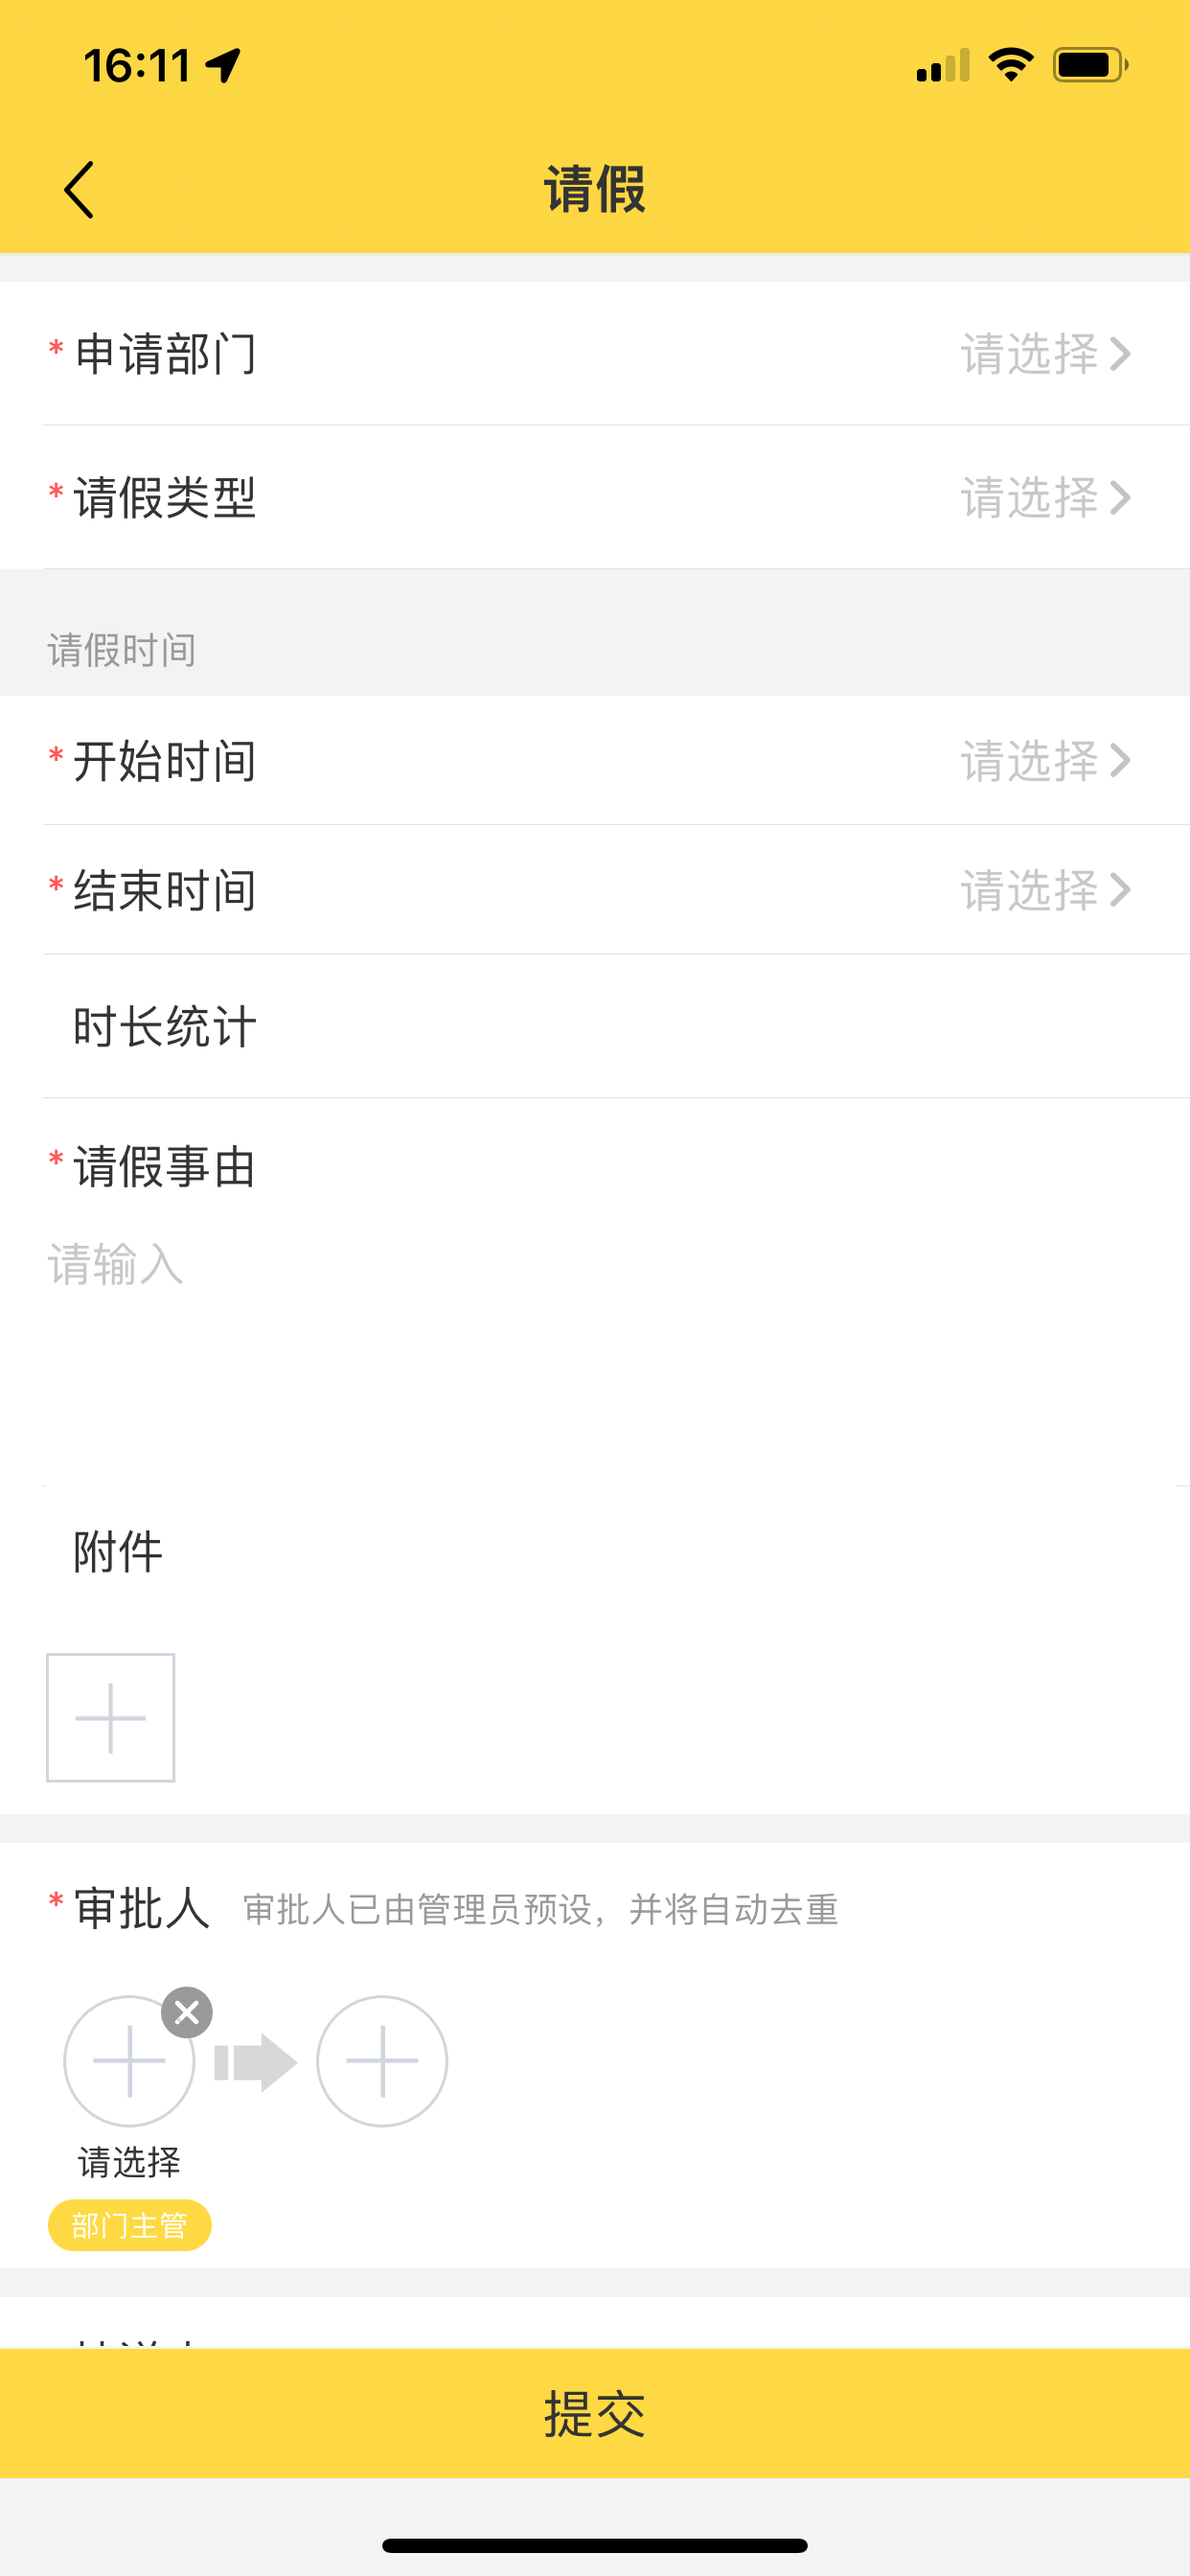 16:11
请假
* 申请部门 请选择
* 请假类型 请选择
请假时间
* 开始时间 请选择
* 结束时间 请选择
时长统计
* 请假事由
请输入
附件
* 审批人 审批人已由管理员预设，并将自动去重
请选择
部门主管
提交